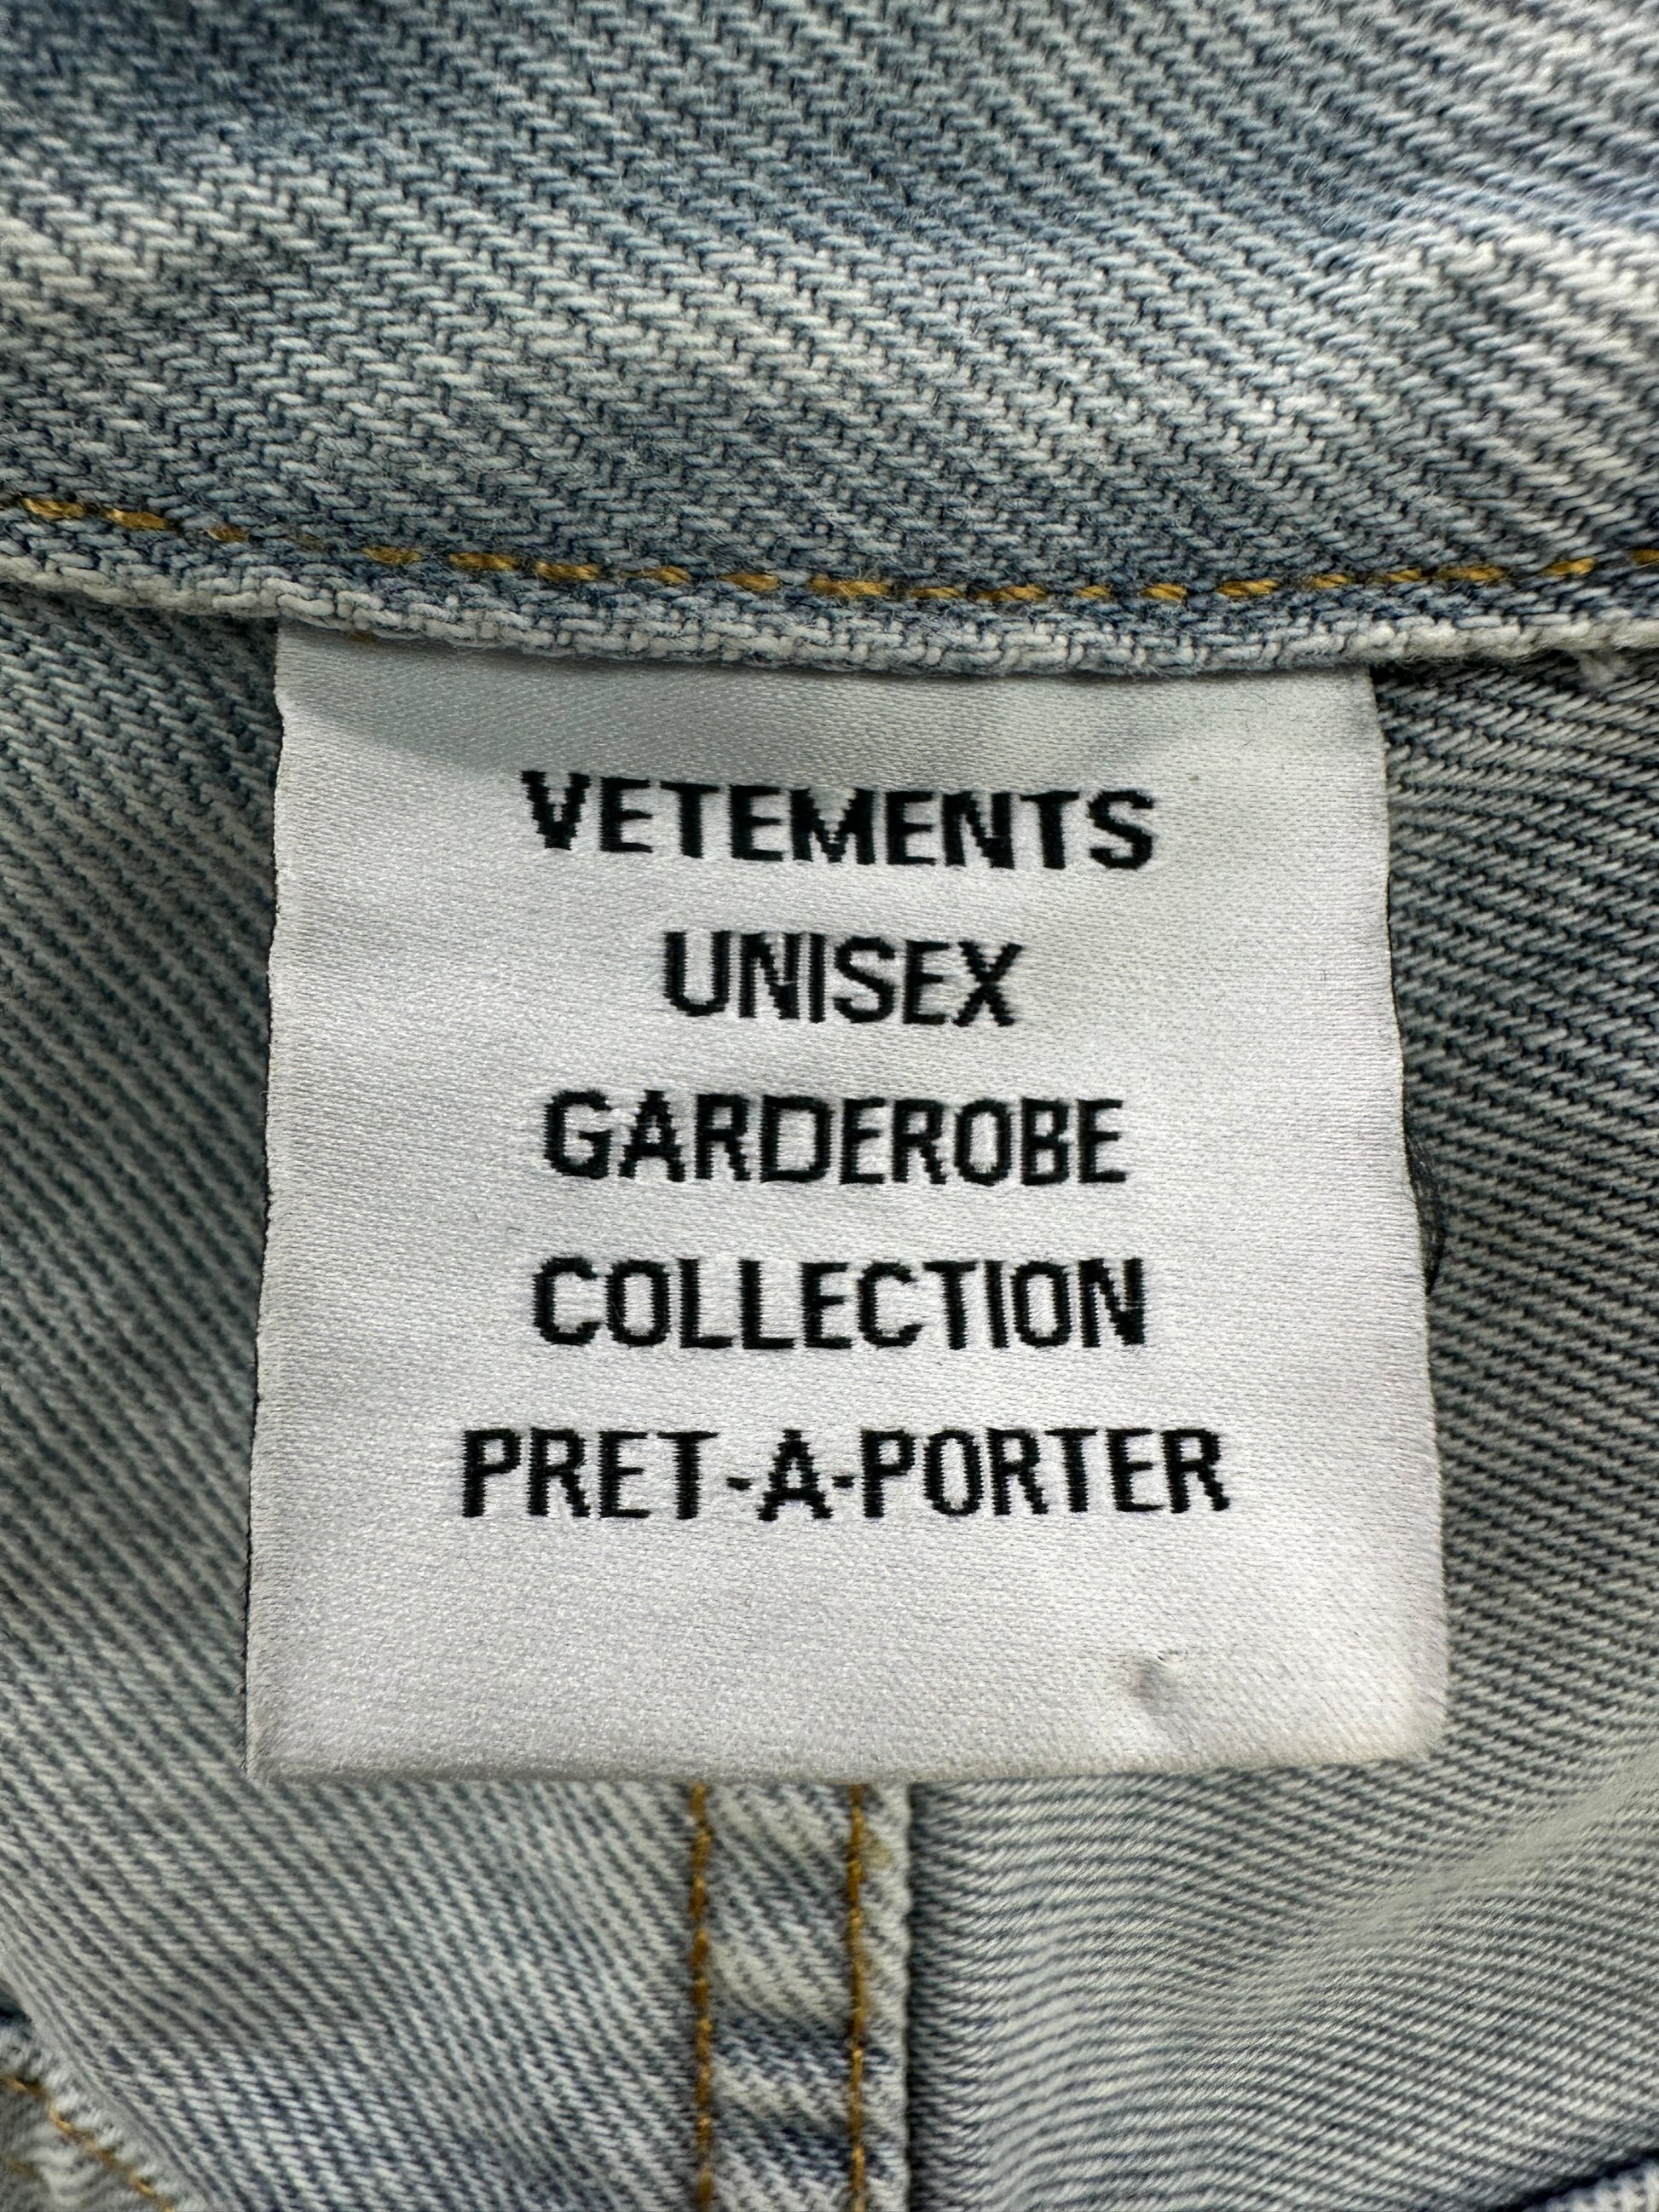 VETEMENTS
UNISEX
GARDEROBE
COLLECTION
PRET-A-PORTER